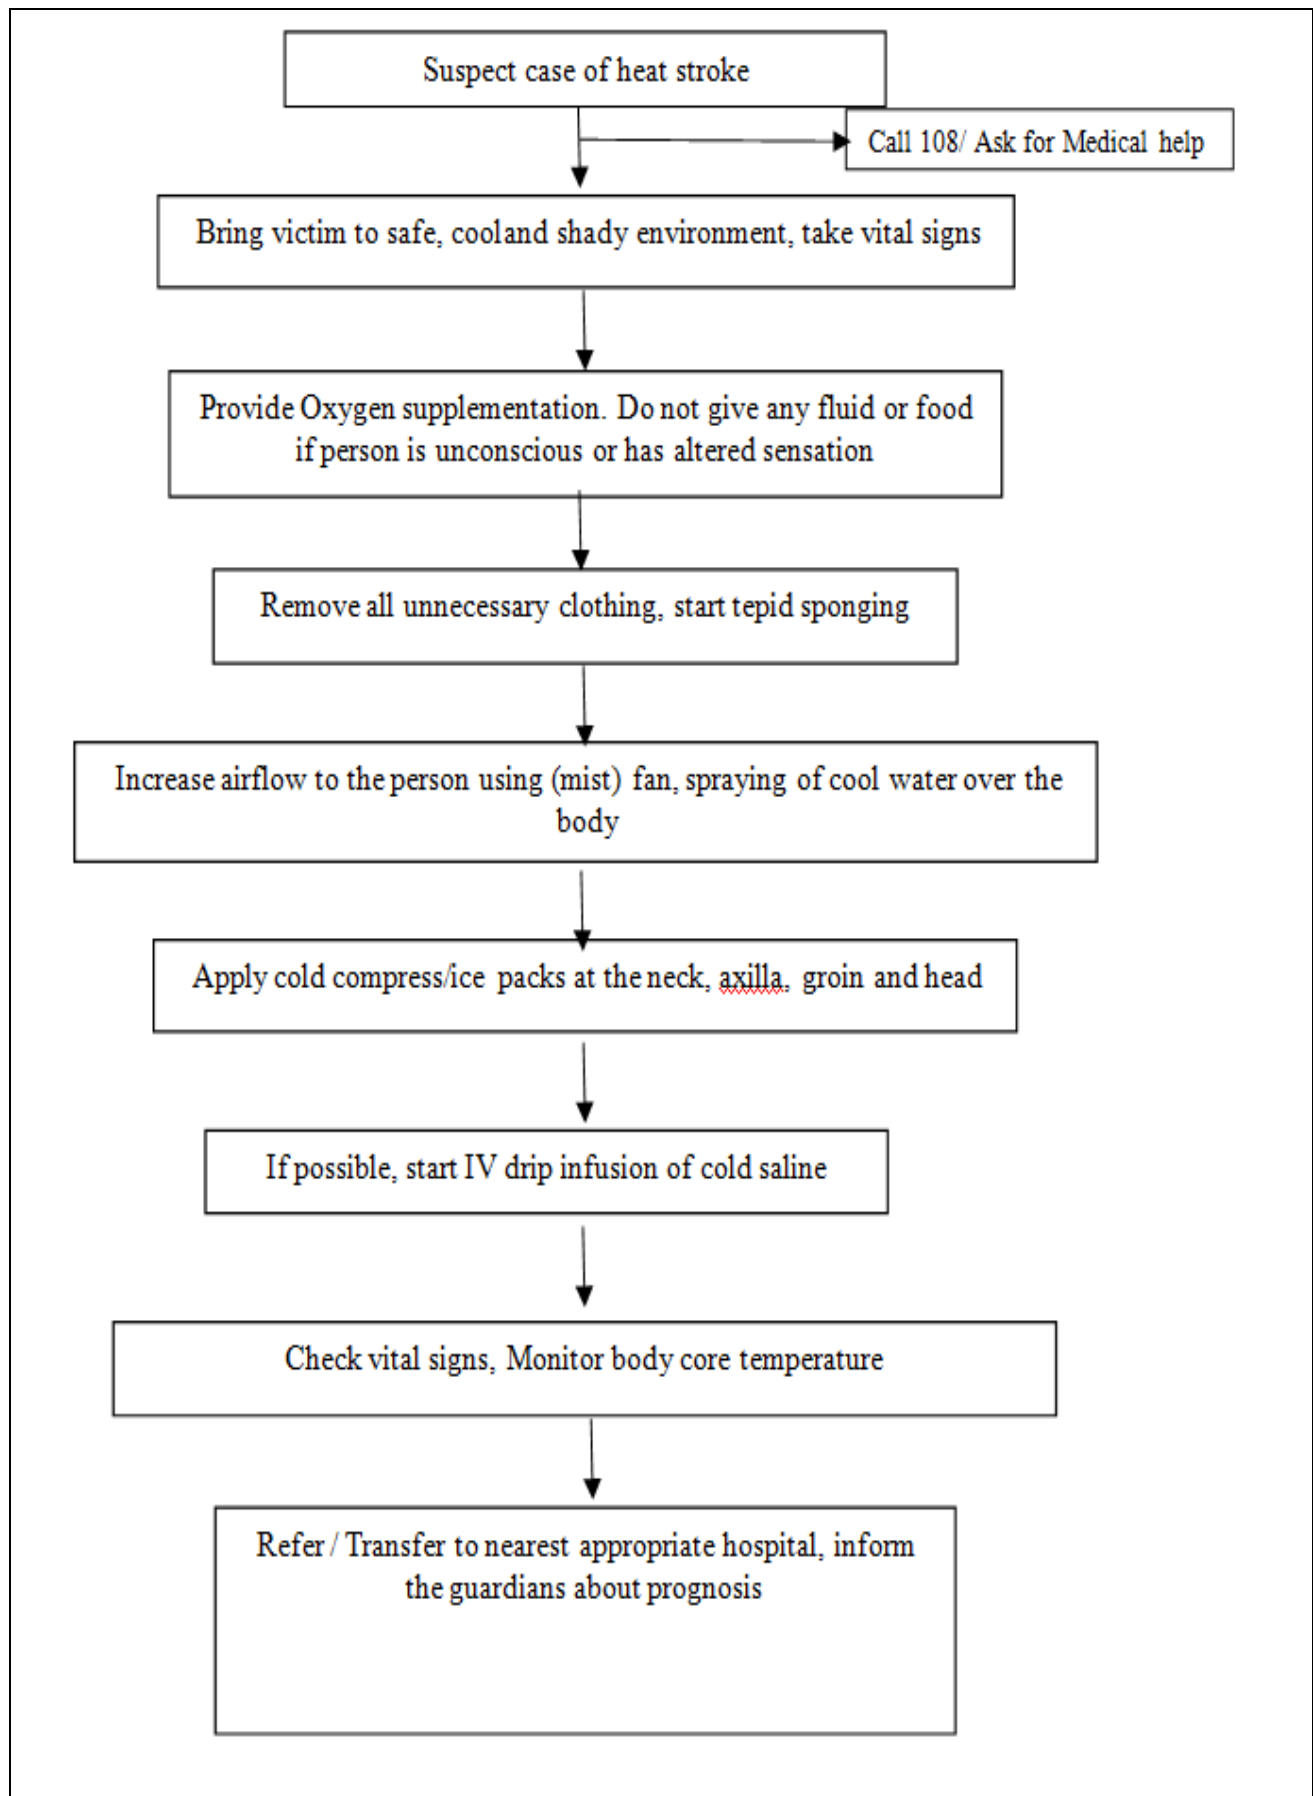 Suspect case of heat stroke
Call 108/ Ask for Medical help
Bring victim to safe, cooland shady environment, take vital signs
Provide Oxygen supplementation. Do not give any fluid or food
if person is unconscious or has altered sensation
Remove all unnecessary clothing, start tepid sponging
Increase airflow to the person using (mist) fan, spraying of cool water over the
body
Apply cold compress/ice packs at the neck, axilla, groin and head
If possible, start IV drip infusion of cold saline
Check vital signs, Monitor body core temperature
Refer / Transfer to nearest appropriate hospital, inform
the guardians about prognosis